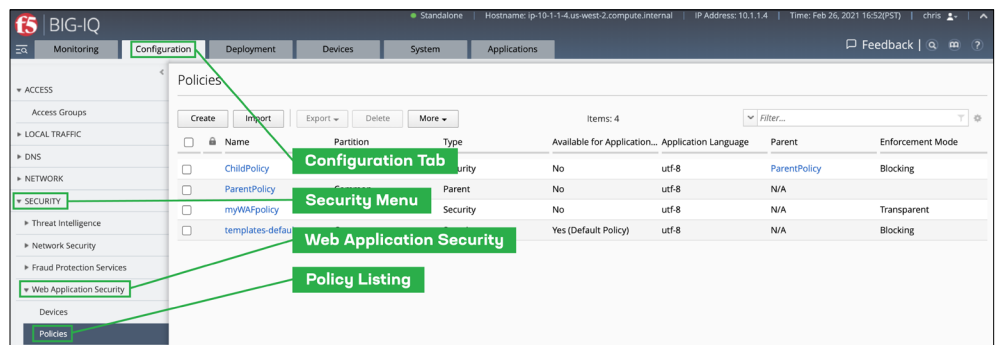 f5 BIG-IQ
Standalone | Hostname: ip-10-1-1-4.us-west-2.compute.internal | IP Address: 10.1.1.4 | Time: Feb 26, 2021 16:52(PST) | chris
Monitoring Configuration Deployment Devices System Applications
Feedback |
ACCESS
Access Groups
LOCAL TRAFFIC
DNS
NETWORK
SECURITY
Threat Intelligence
Network Security
Fraud Protection Services
Web Application Security
Devices
Policies
Policies
Create Import Export Delete More Items: 4 Filter...
Name Partition Type Available for Application... Application Language Parent Enforcement Mode
ChildPolicy No utf-8 ParentPolicy Blocking
ParentPolicy Common Parent No utf-8 N/A
myWAFpolicy Security No utf-8 N/A Transparent
templates-defau Yes (Default Policy) utf-8 N/A Blocking
Configuration Tab
Security Menu
Web Application Security
Policy Listing